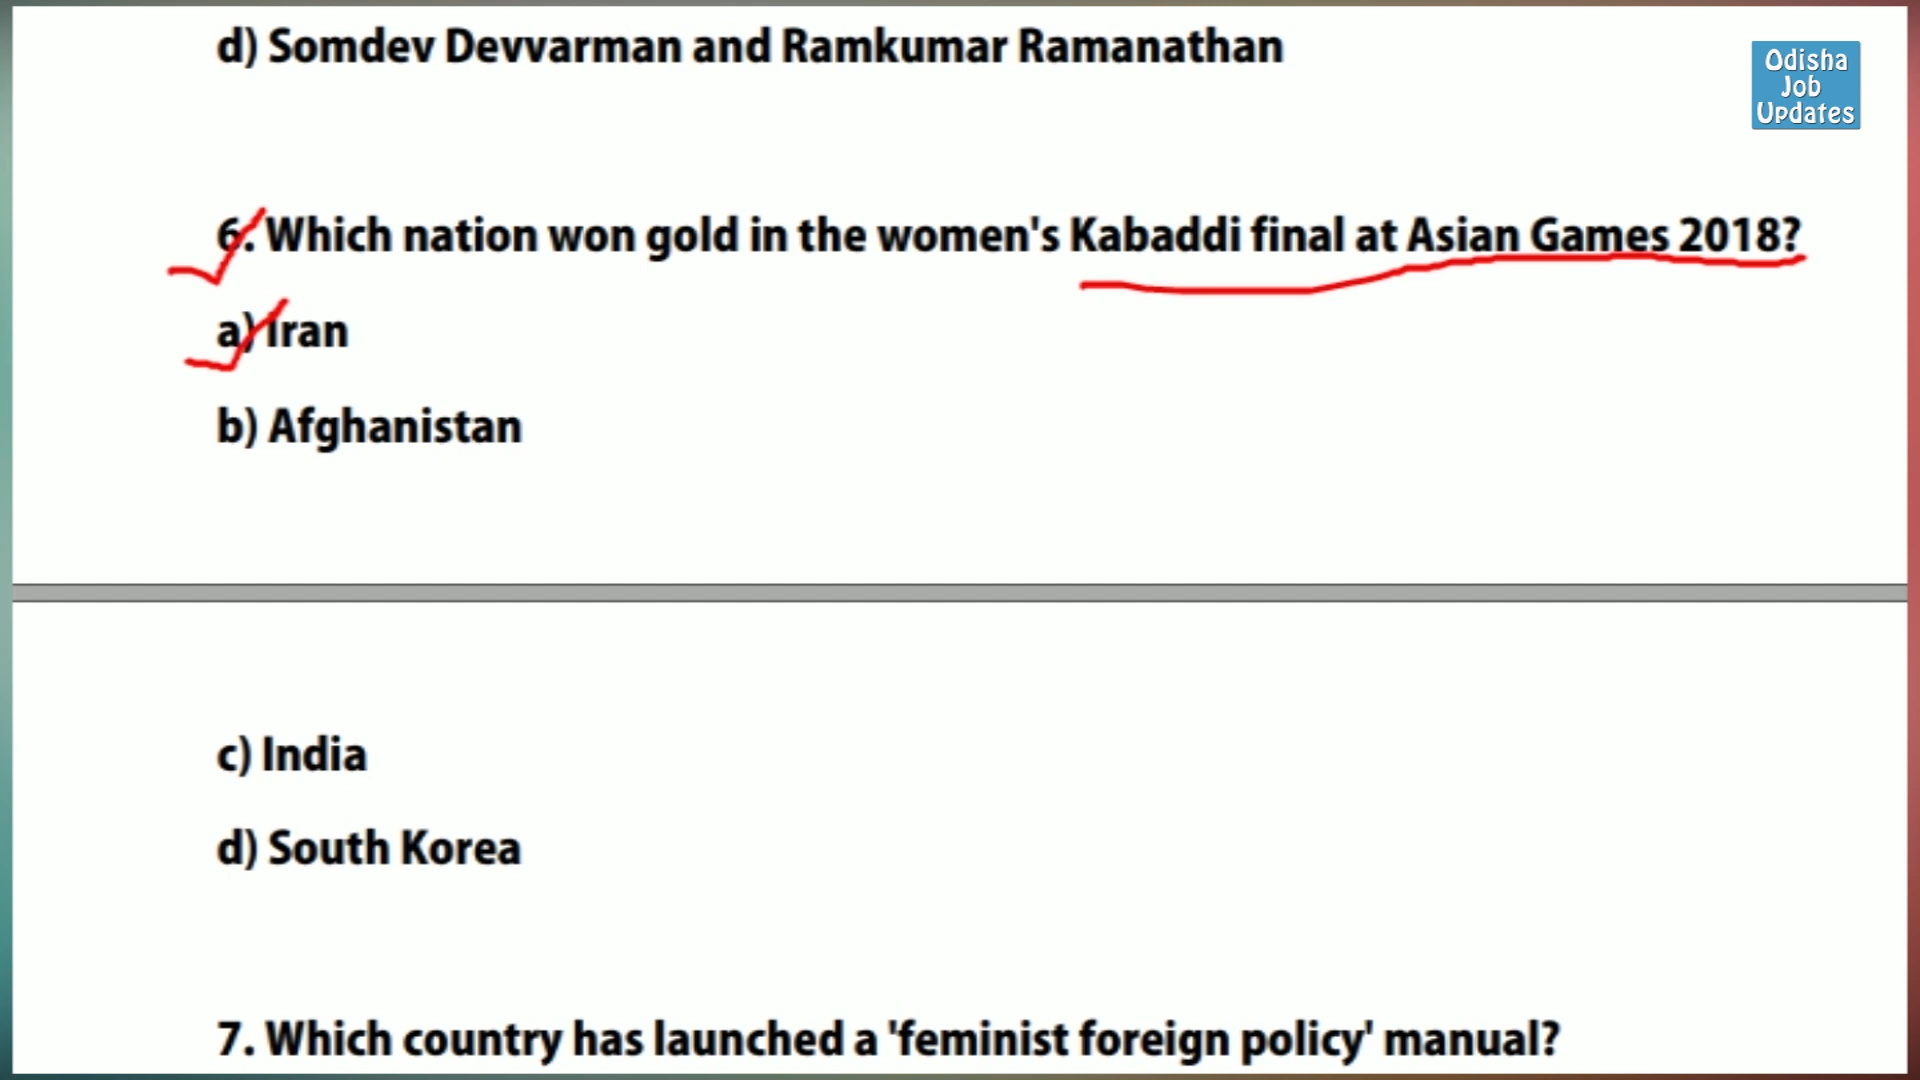 d) Somdev Devvarman and Ramkumar Ramanathan
Odisha
Job
Updates
6. Which nation won gold in the women's Kabaddi final at Asian Games 2018?
a) Iran
b) Afghanistan
c) India
d) South Korea
7. Which country has launched a 'feminist foreign policy' manual?